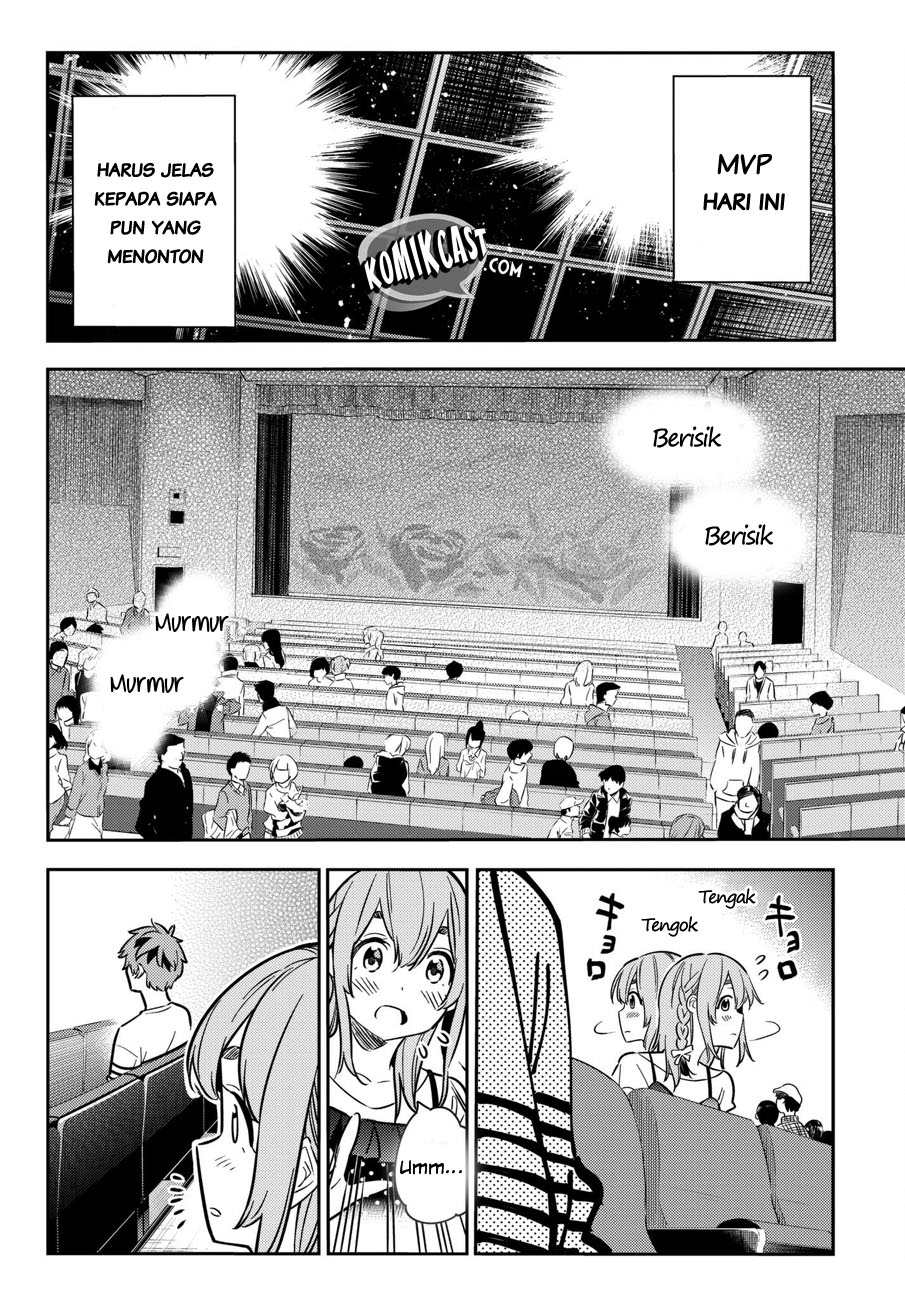 MVP
HARI INI
HARUS JELAS
KEPADA SIAPA
PUN YANG
MENONTON
KOMIKCAST
.COM
Berisik
Berisik
Murmur
Murmur
Tengak
Tengok
キョロ
キョロ
Umm...